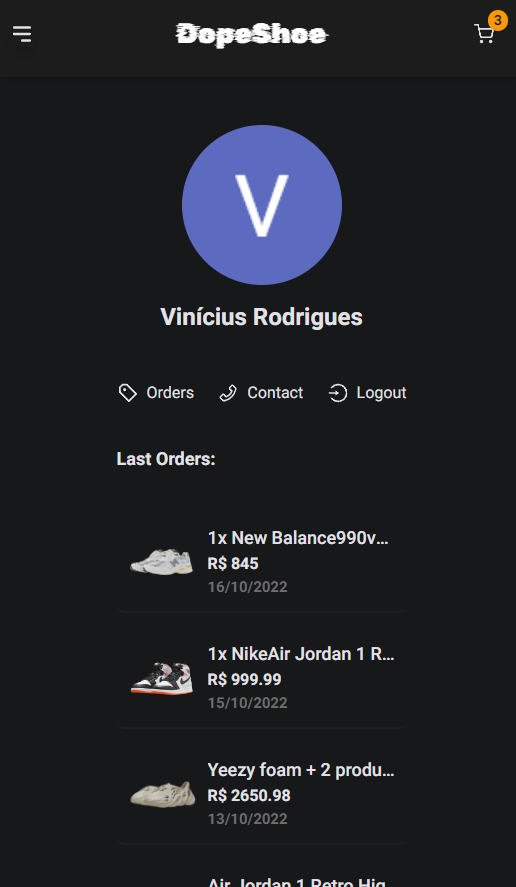 3
DopeShoe
V
Vinícius Rodrigues
Orders Contact Logout
Last Orders:
1x New Balance990v...
R$ 845
16/10/2022
1x NikeAir Jordan 1 R...
R$ 999.99
15/10/2022
Yeezy foam + 2 produ...
R$ 2650.98
13/10/2022
Air Jordan 1 Retro Hig